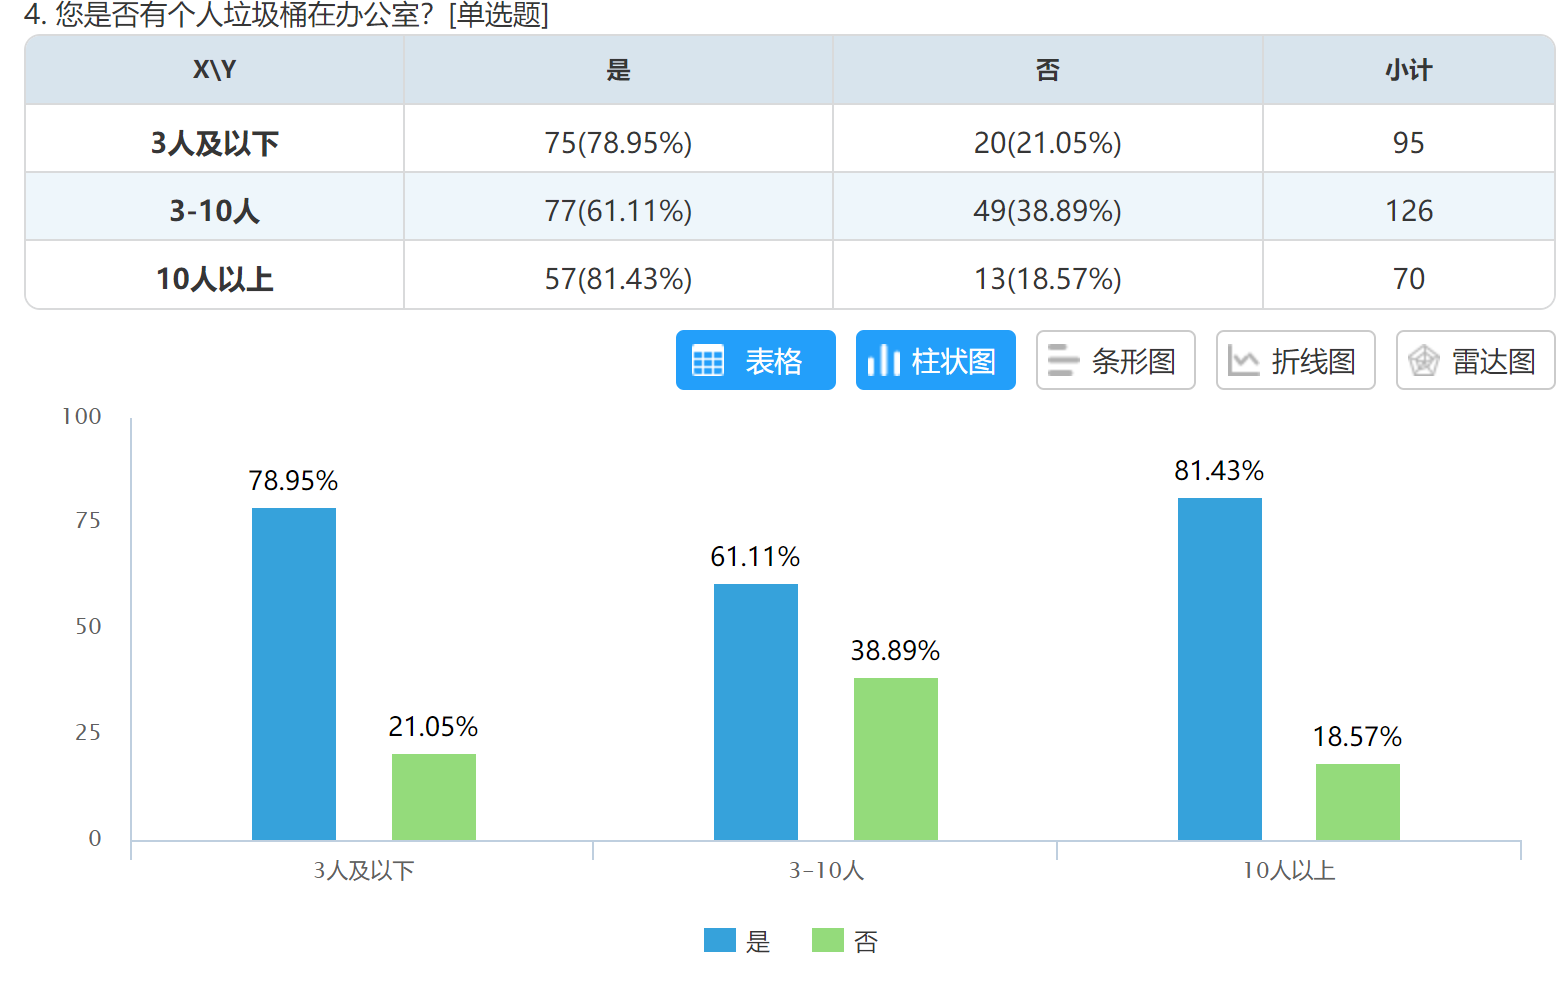 4. 您是否有个人垃圾桶在办公室？[单选题]
X\Y 是 否 小计
3人及以下 75(78.95%) 20(21.05%) 95
3-10人 77(61.11%) 49(38.89%) 126
10人以上 57(81.43%) 13(18.57%) 70
表格 柱状图 条形图 折线图 雷达图
100
75
50
25
0
78.95%
21.05%
61.11%
38.89%
81.43%
18.57%
3人及以下 3-10人 10人以上
是 否